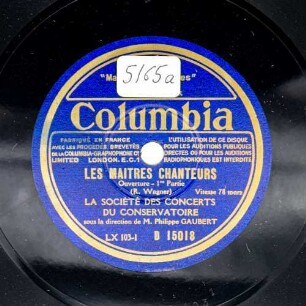 5165a
Columbia
FABRIQUÉ EN FRANCE
AVEC LES PROCÉDÉS BREVETÉS
DE LA COLUMBIA GRAPHOPHONE Cº
LIMITED LONDON. E.C.1
L'UTILISATION DE CE DISQUE
POUR LES AUDITIONS PUBLIQUES
DIRECTES OU POUR LES AUDITIONS
RADIOPHONIQUES EST INTERDITE
LES MAITRES CHANTEURS
Ouverture - 1re Partie
(R. Wagner)
Vitesse 78 tours
LA SOCIÉTÉ DES CONCERTS
DU CONSERVATOIRE
sous la direction de M. Philippe GAUBERT
LX 103-1 D 15018